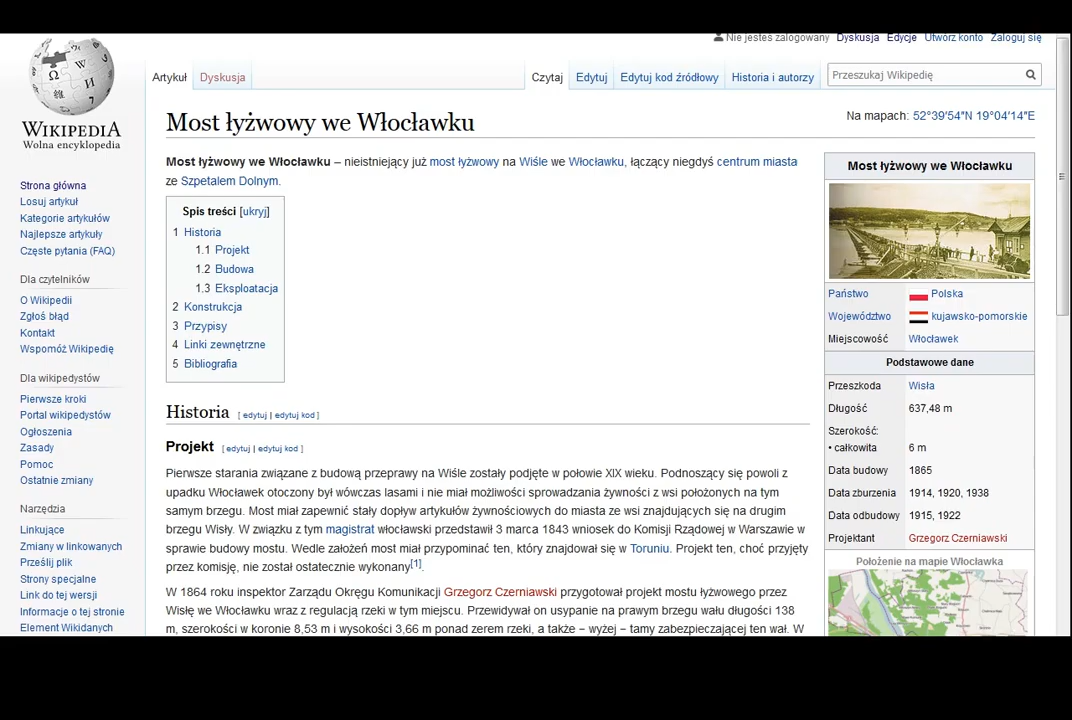 Nie jesteś zalogowany Dyskusja Edycje Utwórz konto Zaloguj się
Artykuł Dyskusja Czytaj Edytuj Edytuj kod źródłowy Historia i autorzy Przeszukaj Wikipedię
WIKIPEDIA
Wolna encyklopedia
Strona główna
Losuj artykuł
Kategorie artykułów
Najlepsze artykuły
Częste pytania (FAQ)
Dla czytelników
O Wikipedii
Zgłoś błąd
Kontakt
Wspomóż Wikipedię
Dla wikipedystów
Pierwsze kroki
Portal wikipedystów
Ogłoszenia
Zasady
Pomoc
Ostatnie zmiany
Narzędzia
Linkujące
Zmiany w linkowanych
Prześlij plik
Strony specjalne
Link do tej wersji
Informacje o tej stronie
Element Wikidanych
Most łyżwowy we Włocławku
Na mapach: 52°39′54″N 19°04′14″E
Most łyżwowy we Włocławku – nieistniejący już most łyżwowy na Wiśle we Włocławku, łączący niegdyś centrum miasta
ze Szpetalem Dolnym.
Spis treści [ukryj]
1 Historia
1.1 Projekt
1.2 Budowa
1.3 Eksploatacja
2 Konstrukcja
3 Przypisy
4 Linki zewnętrzne
5 Bibliografia
Historia [ edytuj | edytuj kod ]
Projekt [ edytuj | edytuj kod ]
Pierwsze starania związane z budową przeprawy na Wiśle zostały podjęte w połowie XIX wieku. Podnoszący się powoli z
upadku Włocławek otoczony był wówczas lasami i nie miał możliwości sprowadzania żywności z wsi położonych na tym
samym brzegu. Most miał zapewnić stały dopływ artykułów żywnościowych do miasta ze wsi znajdujących się na drugim
brzegu Wisły. W związku z tym magistrat włocławski przedstawił 3 marca 1843 wniosek do Komisji Rządowej w Warszawie w
sprawie budowy mostu. Wedle założeń most miał przypominać ten, który znajdował się w Toruniu. Projekt ten, choć przyjęty
przez komisję, nie został ostatecznie wykonany[1].
W 1864 roku inspektor Zarządu Okręgu Komunikacji Grzegorz Czerniawski przygotował projekt mostu łyżwowego przez
Wisłę we Włocławku wraz z regulacją rzeki w tym miejscu. Przewidywał on usypanie na prawym brzegu wału długości 138
m, szerokości w koronie 8,53 m i wysokości 3,66 m ponad zerem rzeki, a także – wyżej – tamy zabezpieczającej ten wał. W
Most łyżwowy we Włocławku
Państwo Polska
Województwo kujawsko-pomorskie
Miejscowość Włocławek
Podstawowe dane
Przeszkoda Wisła
Długość 637,48 m
Szerokość:
• całkowita 6 m
Data budowy 1865
Data zburzenia 1914, 1920, 1938
Data odbudowy 1915, 1922
Projektant Grzegorz Czerniawski
Położenie na mapie Włocławka